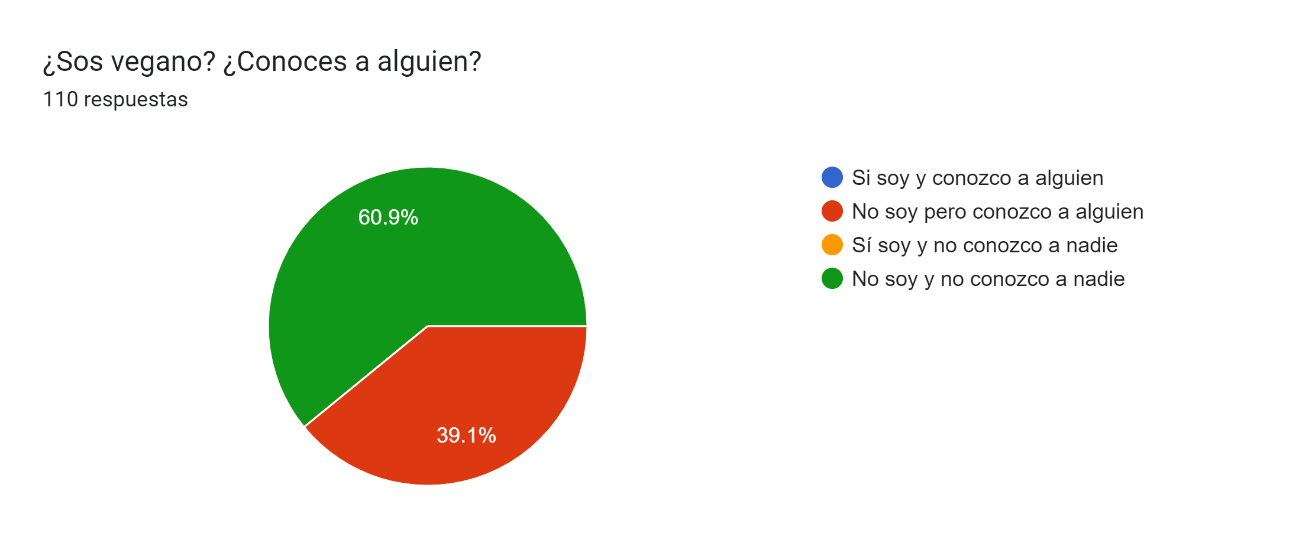 ¿Sos vegano? ¿Conoces a alguien?
110 respuestas
60.9%
39.1%
Si soy y conozco a alguien
No soy pero conozco a alguien
Sí soy y no conozco a nadie
No soy y no conozco a nadie